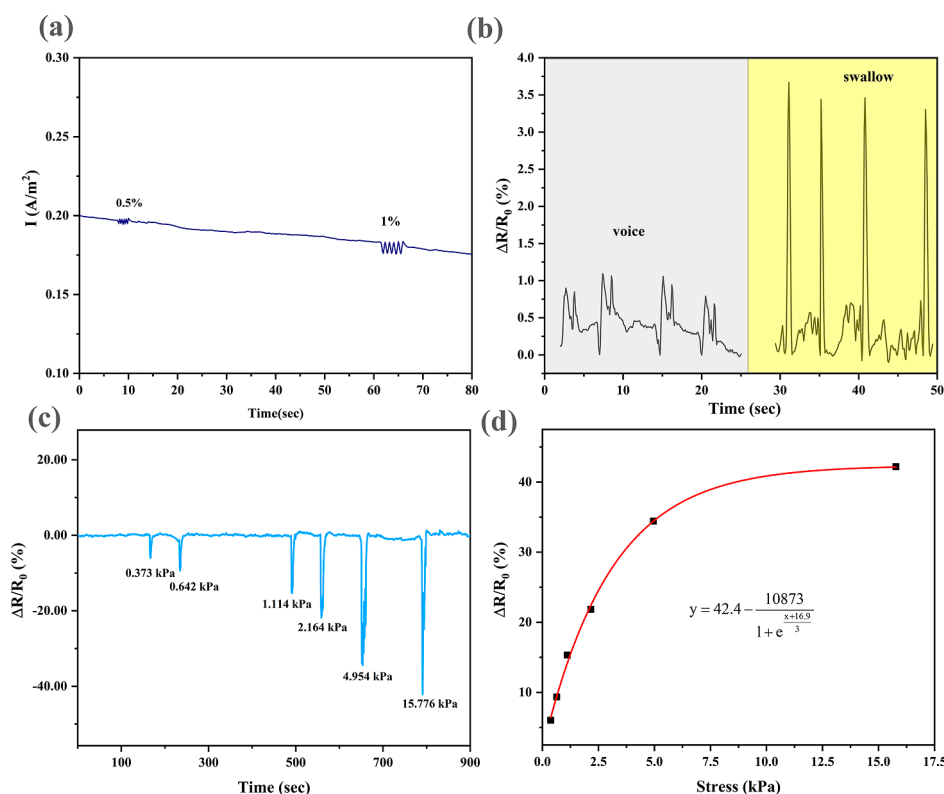 (a)
I (A/m²)
0.30
0.25
0.20
0.15
0.10
0.5%
1%
0 10 20 30 40 50 60 70 80
Time(sec)
(b)
ΔR/R₀ (%)
4.0
3.5
3.0
2.5
2.0
1.5
1.0
0.5
0.0
voice
swallow
0 10 20 30 40 50
Time (sec)
(c)
ΔR/R₀ (%)
20.00
0.00
-20.00
-40.00
0.373 kPa
0.642 kPa
1.114 kPa
2.164 kPa
4.954 kPa
15.776 kPa
100 300 500 700 900
Time (sec)
(d)
ΔR/R₀ (%)
40
30
20
10
y = 42.4 - 10873 / 1 + e^((x+16.9)/3)
0.0 2.5 5.0 7.5 10.0 12.5 15.0 17.5
Stress (kPa)